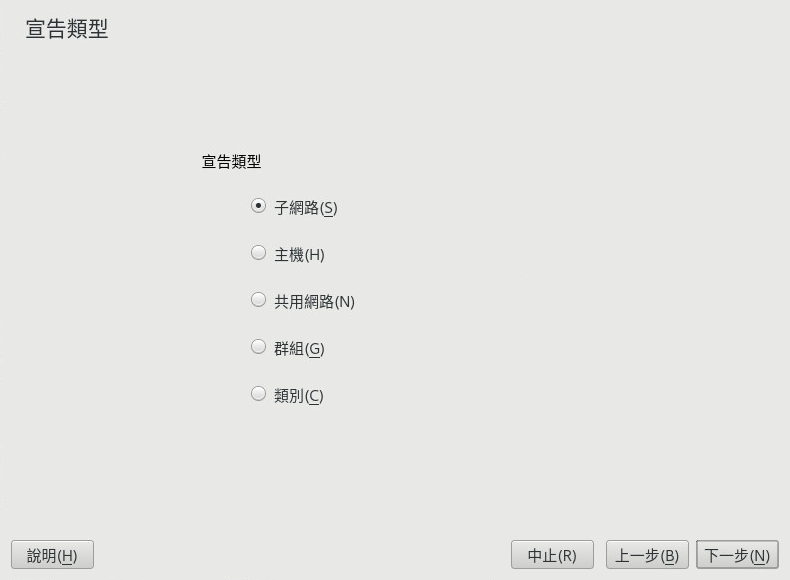 宣告類型
宣告類型
子網路(S)
主機(H)
共用網路(N)
群組(G)
類別(C)
說明(H) 中止(R) 上一步(B) 下一步(N)